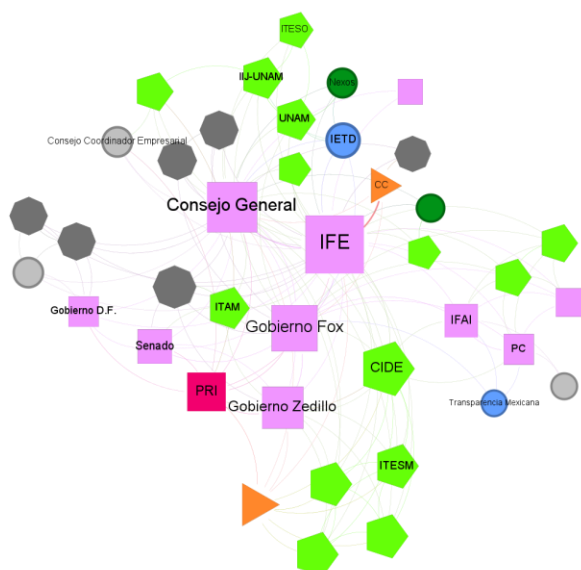 ITESO
IIJ-UNAM
Nexos
UNAM
Consejo Coordinador Empresarial
IETD
CC
Consejo General
IFE
Gobierno D.F.
ITAM
Gobierno Fox
IFAI
Senado
PC
CIDE
PRI
Gobierno Zedillo
Transparencia Mexicana
ITESM